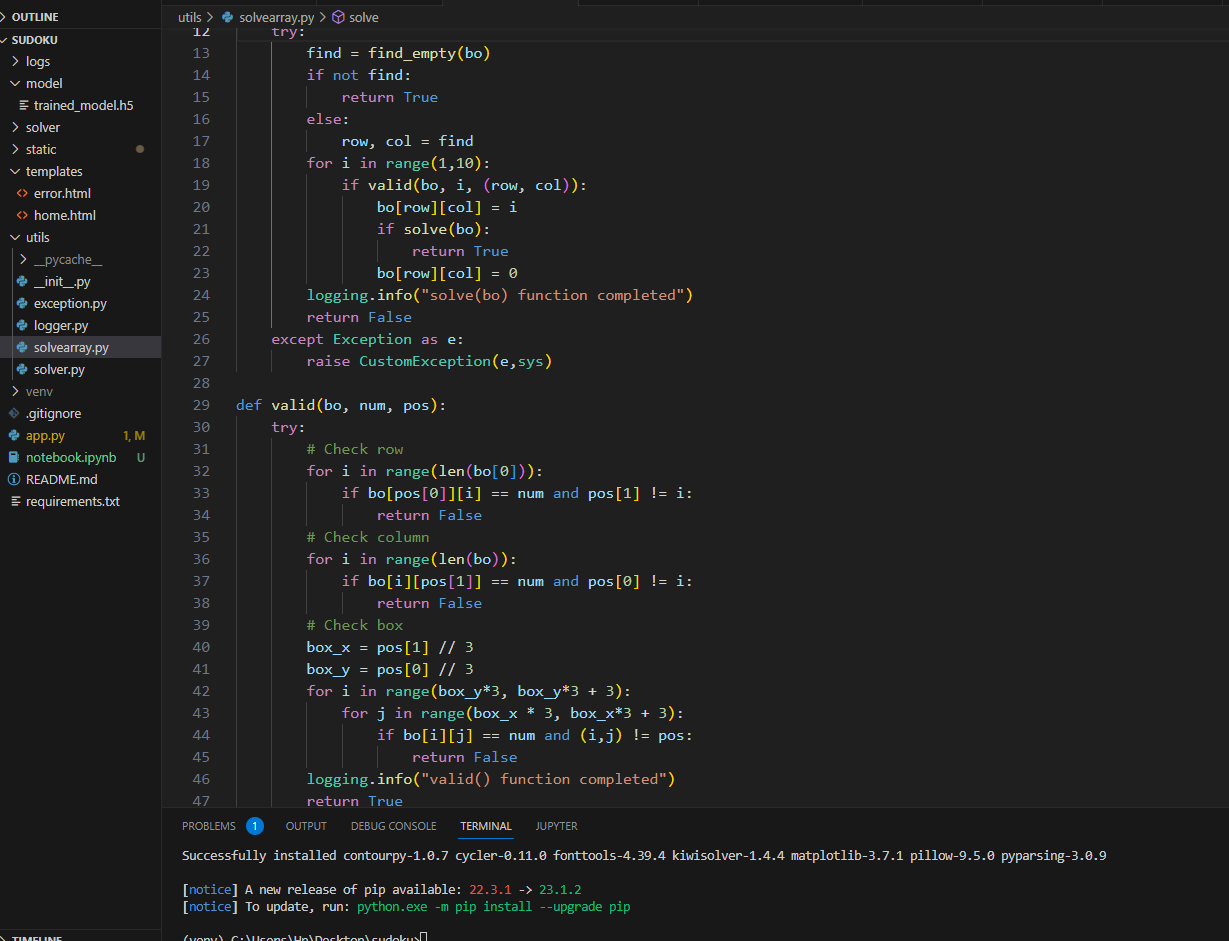 OUTLINE
SUDOKU
logs
model
trained_model.h5
solver
static
templates
error.html
home.html
utils
__pycache__
__init__.py
exception.py
logger.py
solvearray.py
solver.py
venv
.gitignore
app.py 1, M
notebook.ipynb U
README.md
requirements.txt
TIMELINE
utils > solvearray.py > solve
12 try:
13 find = find_empty(bo)
14 if not find:
15 return True
16 else:
17 row, col = find
18 for i in range(1,10):
19 if valid(bo, i, (row, col)):
20 bo[row][col] = i
21 if solve(bo):
22 return True
23 bo[row][col] = 0
24 logging.info("solve(bo) function completed")
25 return False
26 except Exception as e:
27 raise CustomException(e,sys)
28
29 def valid(bo, num, pos):
30 try:
31 # Check row
32 for i in range(len(bo[0])):
33 if bo[pos[0]][i] == num and pos[1] != i:
34 return False
35 # Check column
36 for i in range(len(bo)):
37 if bo[i][pos[1]] == num and pos[0] != i:
38 return False
39 # Check box
40 box_x = pos[1] // 3
41 box_y = pos[0] // 3
42 for i in range(box_y*3, box_y*3 + 3):
43 for j in range(box_x * 3, box_x*3 + 3):
44 if bo[i][j] == num and (i,j) != pos:
45 return False
46 logging.info("valid() function completed")
47 return True
PROBLEMS 1 OUTPUT DEBUG CONSOLE TERMINAL JUPYTER
Successfully installed contourpy-1.0.7 cycler-0.11.0 fonttools-4.39.4 kiwisolver-1.4.4 matplotlib-3.7.1 pillow-9.5.0 pyparsing-3.0.9
[notice] A new release of pip available: 22.3.1 -> 23.1.2
[notice] To update, run: python.exe -m pip install --upgrade pip
(venv) C:\Users\Hp\Desktop\sudoku>